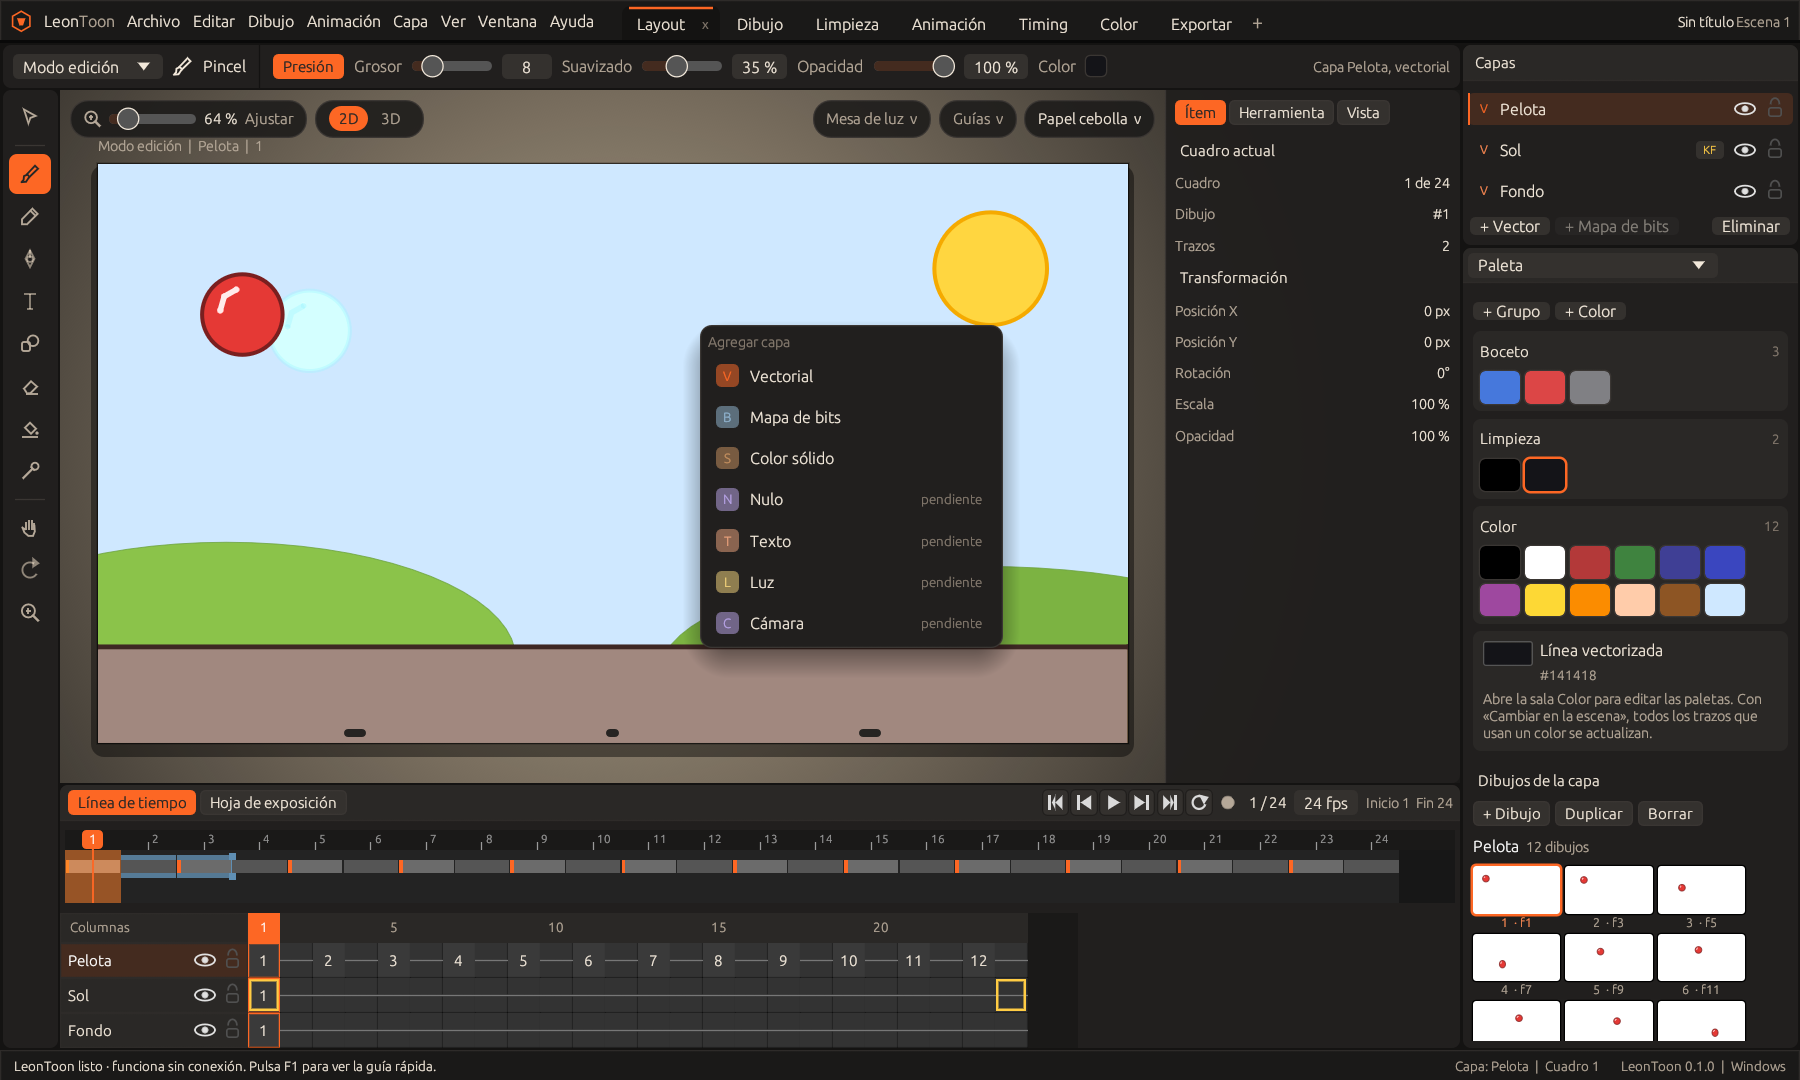 LeonToon Archivo Editar Dibujo Animación Capa Ver Ventana Ayuda
Layout x Dibujo Limpieza Animación Timing Color Exportar +
Sin título Escena 1
Modo edición Pincel Presión Grosor 8 Suavizado 35 % Opacidad 100 % Color
Capa Pelota, vectorial
64 % Ajustar 2D 3D
Mesa de luz v Guías v Papel cebolla v
Modo edición | Pelota | 1
Agregar capa
V Vectorial
B Mapa de bits
S Color sólido
N Nulo pendiente
T Texto pendiente
L Luz pendiente
C Cámara pendiente
Ítem Herramienta Vista
Cuadro actual
Cuadro 1 de 24
Dibujo #1
Trazos 2
Transformación
Posición X 0 px
Posición Y 0 px
Rotación 0°
Escala 100 %
Opacidad 100 %
Capas
V Pelota
V Sol KF
V Fondo
+ Vector + Mapa de bits Eliminar
Paleta
+ Grupo + Color
Boceto 3
Limpieza 2
Color 12
Línea vectorizada
#141418
Abre la sala Color para editar las paletas. Con
«Cambiar en la escena», todos los trazos que
usan un color se actualizan.
Dibujos de la capa
+ Dibujo Duplicar Borrar
Pelota 12 dibujos
1 · f1 2 · f3 3 · f5
4 · f7 5 · f9 6 · f11
Línea de tiempo Hoja de exposición
1 / 24 24 fps Inicio 1 Fin 24
1 2 3 4 5 6 7 8 9 10 11 12 13 14 15 16 17 18 19 20 21 22 23 24
Columnas 1 5 10 15 20
Pelota 1 2 3 4 5 6 7 8 9 10 11 12
Sol 1
Fondo 1
LeonToon listo · funciona sin conexión. Pulsa F1 para ver la guía rápida.
Capa: Pelota | Cuadro 1 LeonToon 0.1.0 | Windows